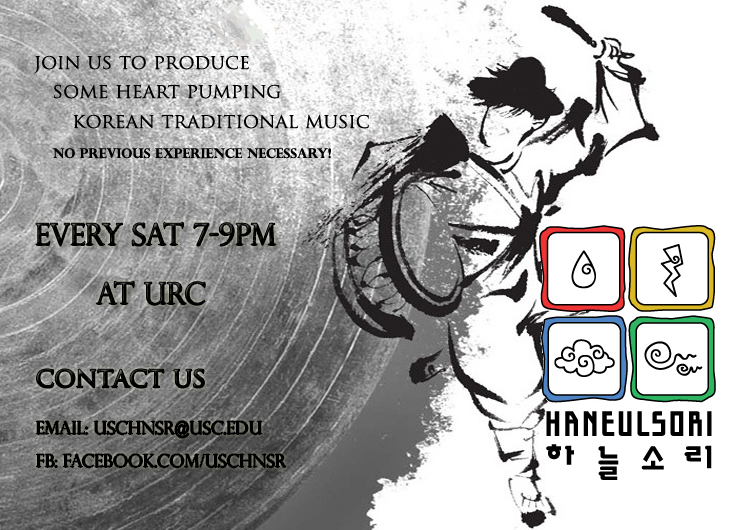 JOIN US TO PRODUCE
SOME HEART PUMPING
KOREAN TRADITIONAL MUSIC
NO PREVIOUS EXPERIENCE NECESSARY!
EVERY SAT 7-9PM
AT URC
CONTACT US
EMAIL: USCHNSR@USC.EDU
FB: FACEBOOK.COM/USCHNSR
HANEULSORI
하늘소리